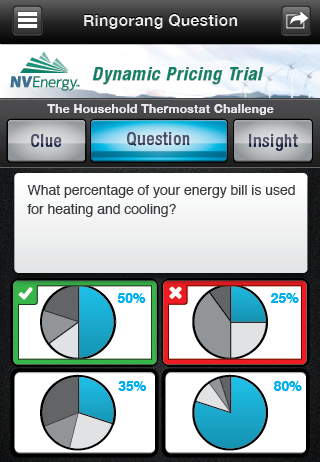 Ringorang Question
NVEnergy
Dynamic Pricing Trial
The Household Thermostat Challenge
Clue
Question
Insight
What percentage of your energy bill is used
for heating and cooling?
50%
25%
35%
80%